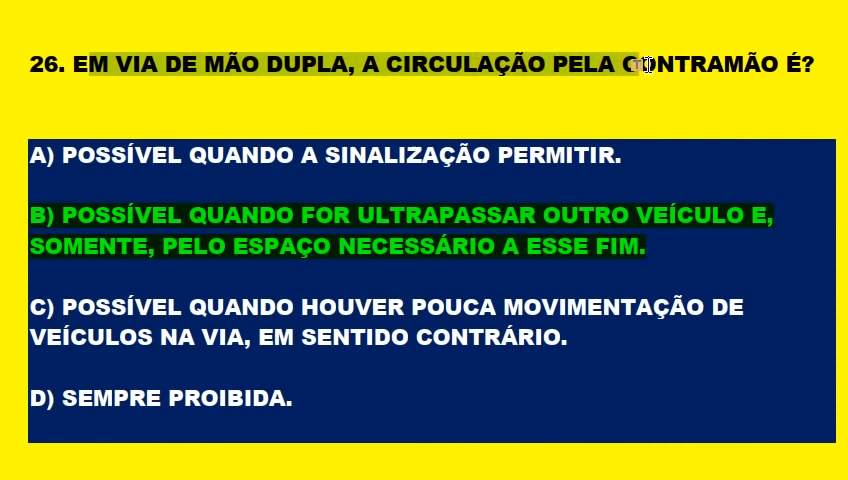 26. EM VIA DE MÃO DUPLA, A CIRCULAÇÃO PELA CONTRAMÃO É?
A) POSSÍVEL QUANDO A SINALIZAÇÃO PERMITIR.
B) POSSÍVEL QUANDO FOR ULTRAPASSAR OUTRO VEÍCULO E,
SOMENTE, PELO ESPAÇO NECESSÁRIO A ESSE FIM.
C) POSSÍVEL QUANDO HOUVER POUCA MOVIMENTAÇÃO DE
VEÍCULOS NA VIA, EM SENTIDO CONTRÁRIO.
D) SEMPRE PROIBIDA.